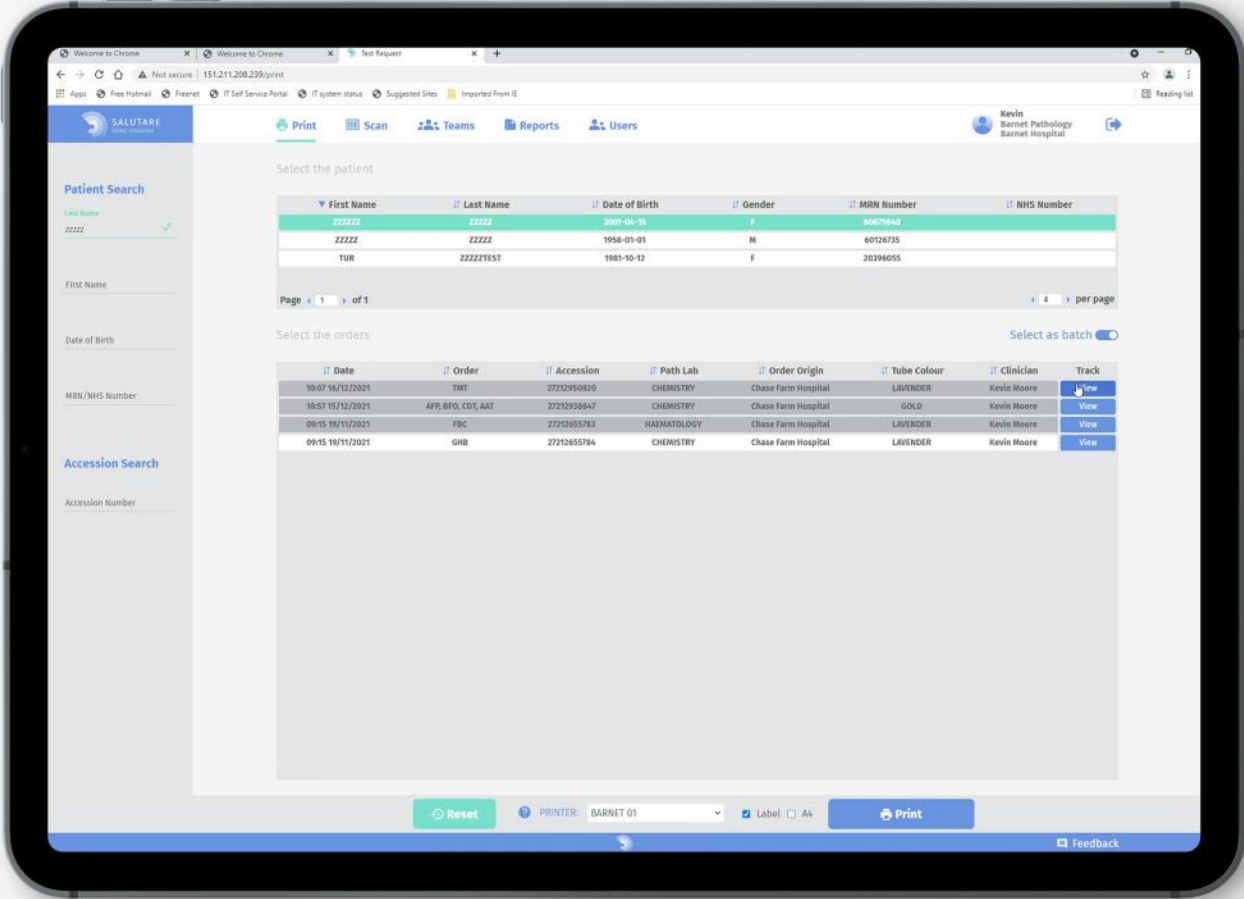 Welcome to Chrome Welcome to Chrome Test Request
Not secure 151.211.208.239/print
Apps Free Hotmail Freenet IT Self Service Portal IT system status Suggested Sites Imported From IE Reading list
SALUTARE
Print Scan Teams Reports Users
Kevin
Barnet Pathology
Barnet Hospital
Patient Search
Last Name
zzzzz
First Name
Date of Birth
MRN/NHS Number
Accession Search
Accession Number
Select the patient
First Name Last Name Date of Birth Gender MRN Number NHS Number
ZZZZZZ ZZZZZ 2001-04-15 F 60675640
ZZZZZ ZZZZZ 1958-01-01 M 60126735
TUR ZZZZZTEST 1981-10-12 F 20396055
Page 1 of 1 4 per page
Select the orders Select as batch
Date Order Accession Path Lab Order Origin Tube Colour Clinician Track
10:07 16/12/2021 TMT 27212950820 CHEMISTRY Chase Farm Hospital LAVENDER Kevin Moore View
10:57 15/12/2021 AFP, BFO, CDT, AAT 27212938647 CHEMISTRY Chase Farm Hospital GOLD Kevin Moore View
09:15 19/11/2021 FBC 27212655783 HAEMATOLOGY Chase Farm Hospital LAVENDER Kevin Moore View
09:15 19/11/2021 GHB 27212655784 CHEMISTRY Chase Farm Hospital LAVENDER Kevin Moore View
Reset PRINTER: BARNET 01 Label A4 Print
Feedback